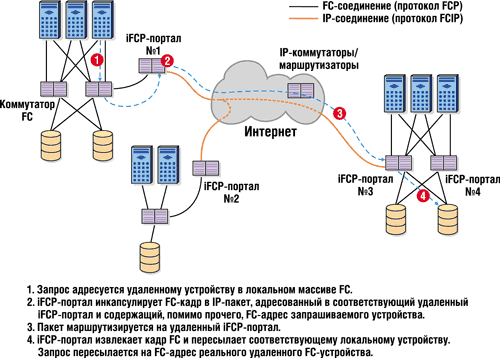 FC-соединение (протокол FCP)
IP-соединение (протокол FCIP)
iFCP-портал
№1
1
2
IP-коммутаторы/
маршрутизаторы
Коммутатор
FC
Интернет
3
iFCP-портал
№2
iFCP-портал
№3
iFCP-портал
№4
4
1. Запрос адресуется удаленному устройству в локальном массиве FC.
2. iFCP-портал инкапсулирует FC-кадр в IP-пакет, адресованный в соответствующий удаленный
iFCP-портал и содержащий, помимо прочего, FC-адрес запрашиваемого устройства.
3. Пакет маршрутизируется на удаленный iFCP-портал.
4. iFCP-портал извлекает кадр FC и пересылает соответствующему локальному устройству.
Запрос пересылается на FC-адрес реального удаленного FC-устройства.